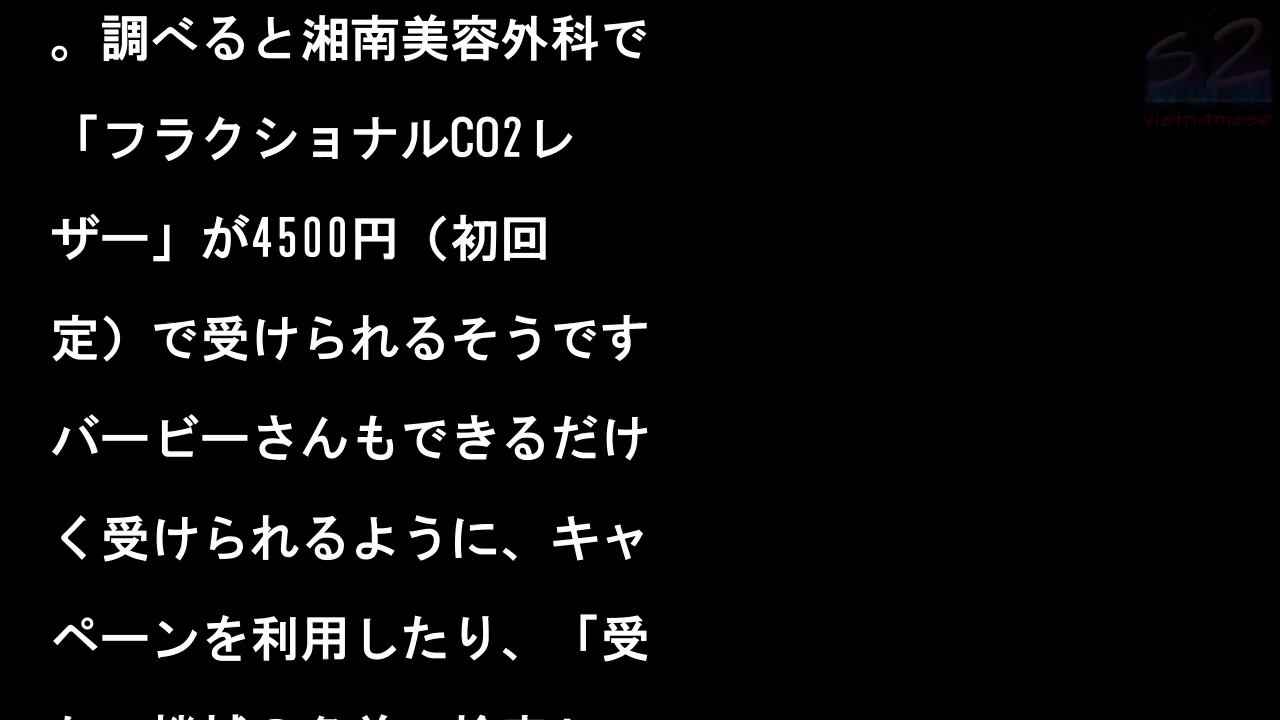 。調べると湘南美容外科で
「フラクショナルCO2レ
ザー」が4500円（初回
定）で受けられるそうです
バービーさんもできるだけ
く受けられるように、キャ
ペーンを利用したり、「受
S2
vietnamese